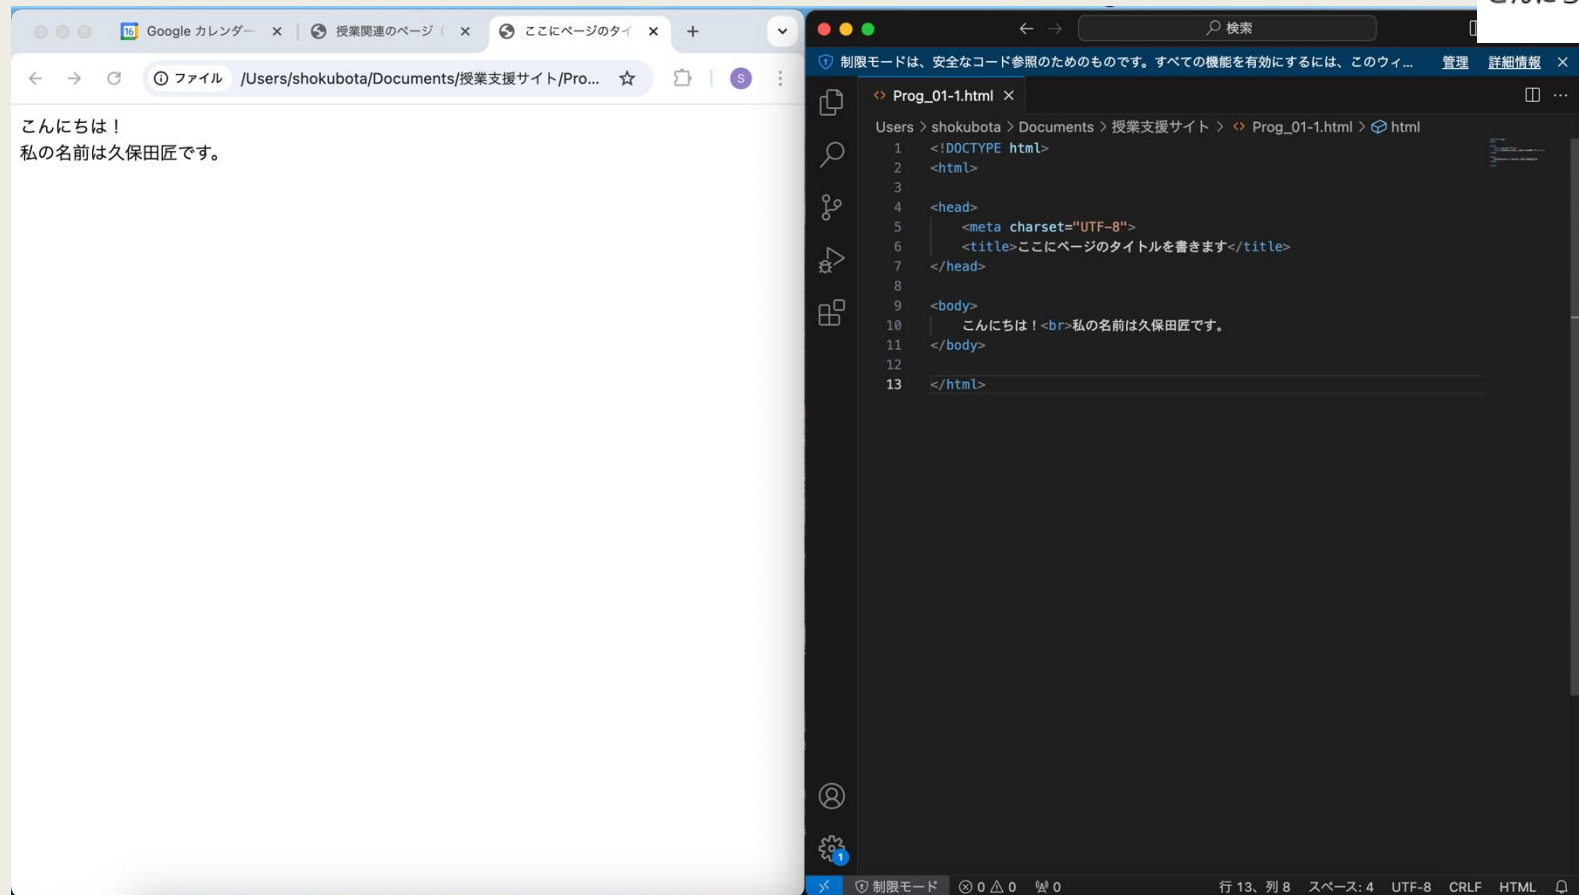 Google カレンダー
授業関連のページ（
ここにページのタイ
ファイル
/Users/shokubota/Documents/授業支援サイト/Pro...
S
こんにちは！
私の名前は久保田匠です。
検索
制限モードは、安全なコード参照のためのものです。すべての機能を有効にするには、このウィ...
管理
詳細情報
Prog_01-1.html
Users > shokubota > Documents > 授業支援サイト > Prog_01-1.html > html
1 <!DOCTYPE html>
2 <html>
3
4 <head>
5 <meta charset="UTF-8">
6 <title>ここにページのタイトルを書きます</title>
7 </head>
8
9 <body>
10 こんにちは！<br>私の名前は久保田匠です。
11 </body>
12
13 </html>
1
制限モード 0 0 0
行 13、列 8 スペース: 4 UTF-8 CRLF HTML